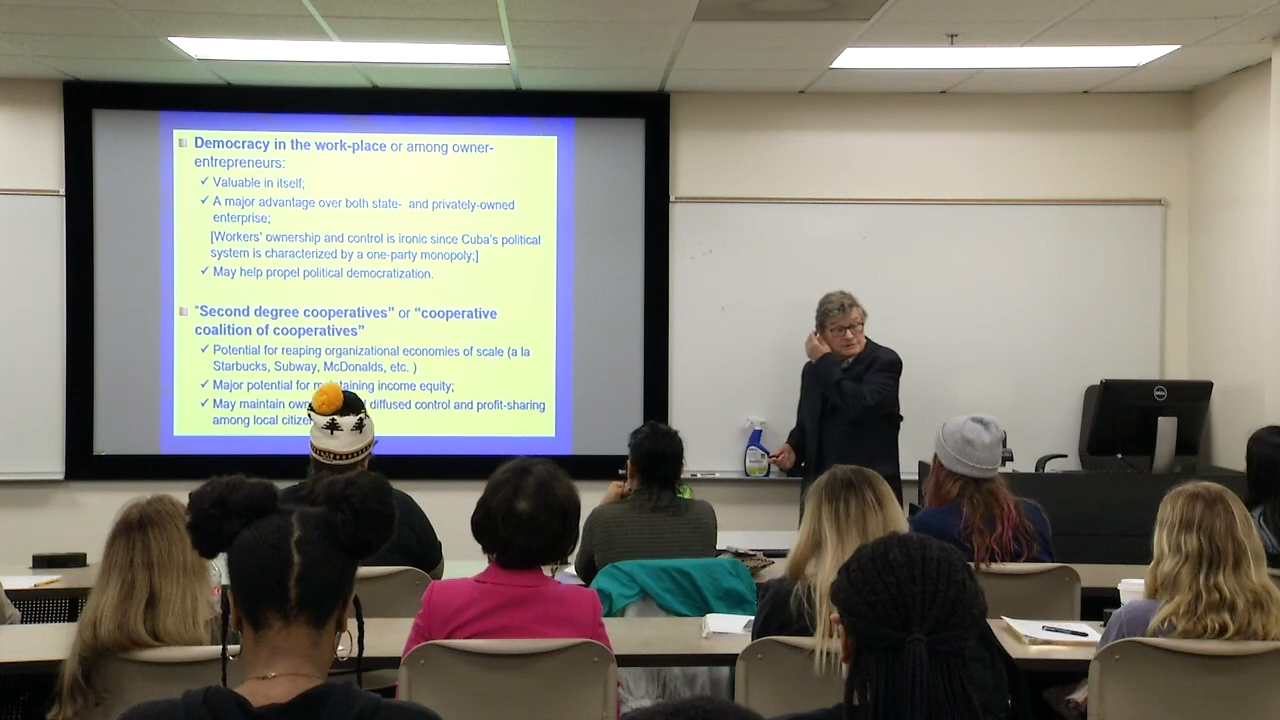 Democracy in the work-place or among owner-
entrepreneurs:
✓ Valuable in itself;
✓ A major advantage over both state- and privately-owned
enterprise;
[Workers' ownership and control is ironic since Cuba's political
system is characterized by a one-party monopoly;]
✓ May help propel political democratization.
"Second degree cooperatives" or "cooperative
coalition of cooperatives"
✓ Potential for reaping organizational economies of scale (a la
Starbucks, Subway, McDonalds, etc. )
✓ Major potential for maintaining income equity;
✓ May maintain diffused control and profit-sharing
among local
DELL